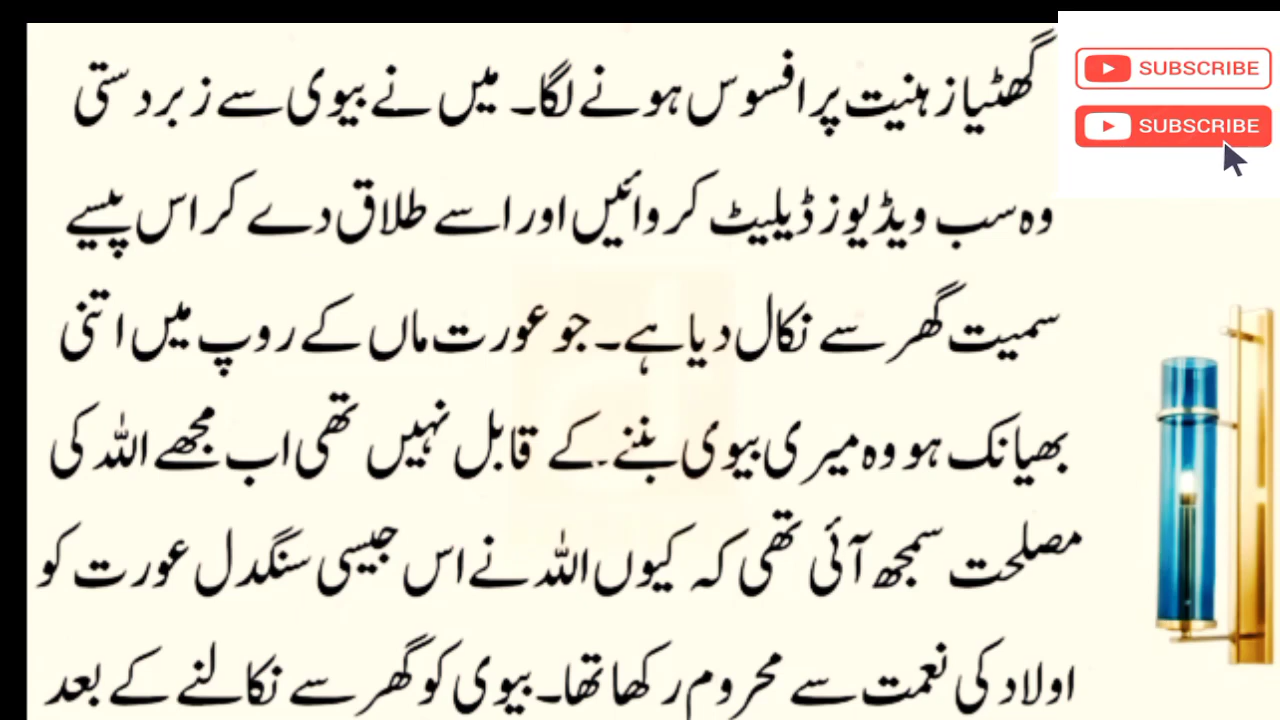 گھٹیا زہنیت پر افسوس ہونے لگا۔ میں نے بیوی سے زبردستی
وہ سب ویڈیوز ڈیلیٹ کروائیں اور اسے طلاق دے کر اس پیسے
سمیت گھر سے نکال دیا ہے۔ جو عورت ماں کے روپ میں اتنی
بھیانک ہو وہ میری بیوی بننے کے قابل نہیں تھی اب مجھے اللہ کی
مصلحت سمجھ آئی تھی کہ کیوں اللہ نے اس جیسی سنگدل عورت کو
اولاد کی نعمت سے محروم رکھا تھا۔ بیوی کو گھر سے نکالنے کے بعد
SUBSCRIBE
SUBSCRIBE